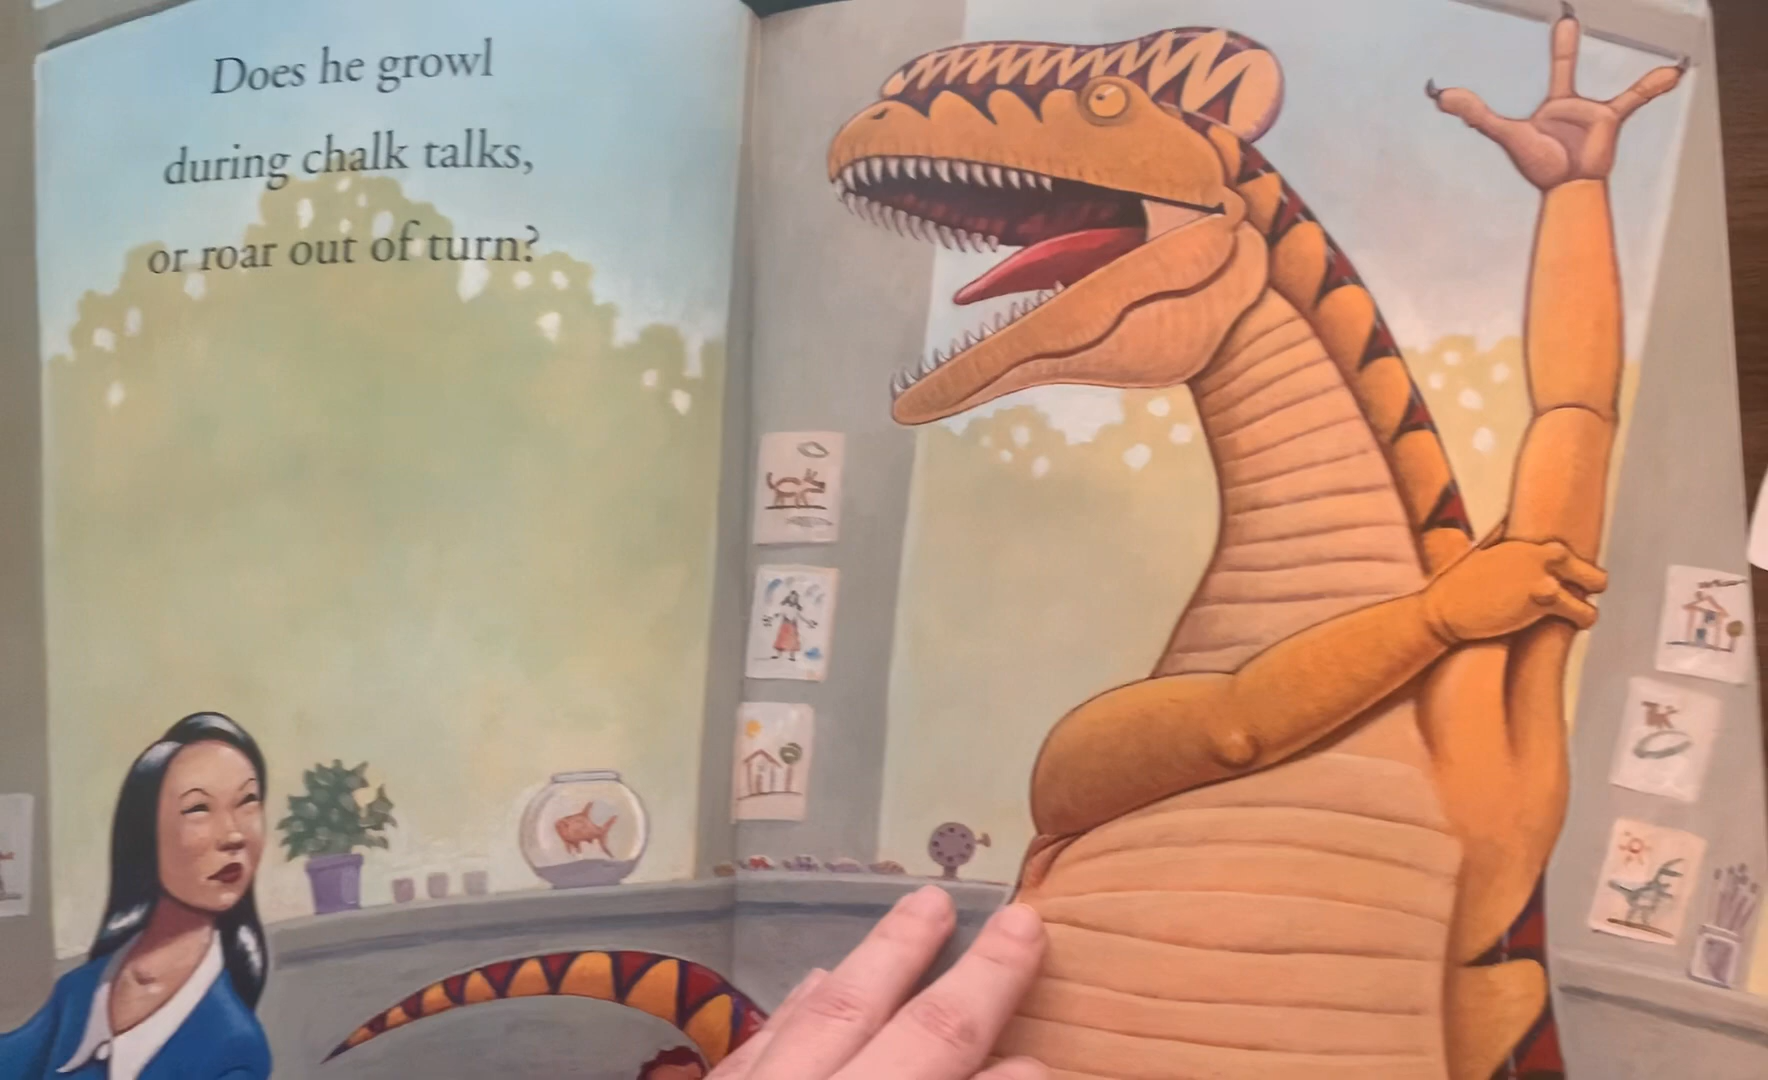 Does he growl
during chalk talks,
or roar out of turn?